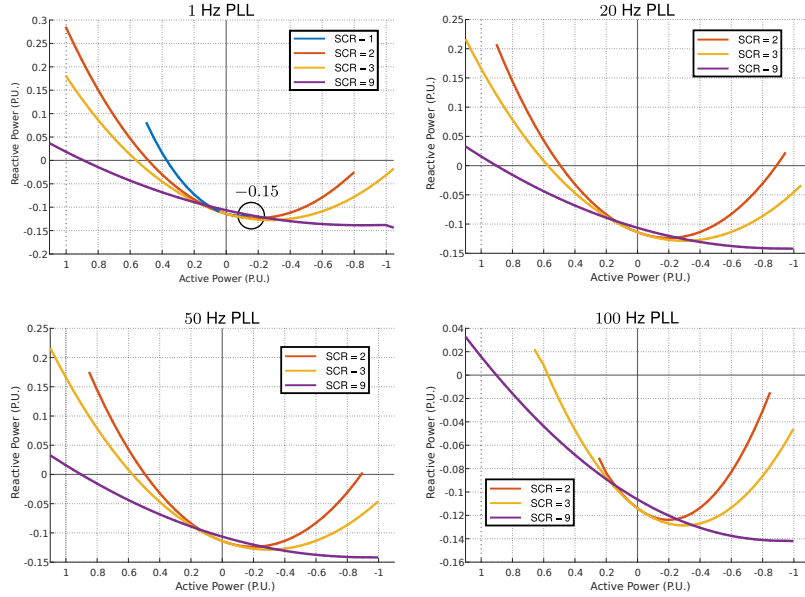 1 Hz PLL
0.3
0.25
0.2
0.15
0.1
0.05
0
-0.05
-0.1
-0.15
-0.2
Reactive Power (P.U.)
SCR − 1
SCR = 2
SCR − 3
SCR = 9
−0.15
1 0.8 0.6 0.4 0.2 0 -0.2 -0.4 -0.6 -0.8 -1
Active Power (P.U.)
20 Hz PLL
0.25
0.2
0.15
0.1
0.05
0
-0.05
-0.1
-0.15
Reactive Power (P.U.)
SCR = 2
SCR = 3
SCR − 9
1 0.8 0.6 0.4 0.2 0 -0.2 -0.4 -0.6 -0.8 -1
Active Power (P.U.)
50 Hz PLL
0.25
0.2
0.15
0.1
0.05
0
-0.05
-0.1
-0.15
Reactive Power (P.U.)
SCR = 2
SCR − 3
SCR = 9
1 0.8 0.6 0.4 0.2 0 -0.2 -0.4 -0.6 -0.8 -1
Active Power (P.U.)
100 Hz PLL
0.04
0.02
0
-0.02
-0.04
-0.06
-0.08
-0.1
-0.12
-0.14
-0.16
Reactive Power (P.U.)
SCR = 2
SCR = 3
SCR − 9
1 0.8 0.6 0.4 0.2 0 -0.2 -0.4 -0.6 -0.8 -1
Active Power (P.U.)